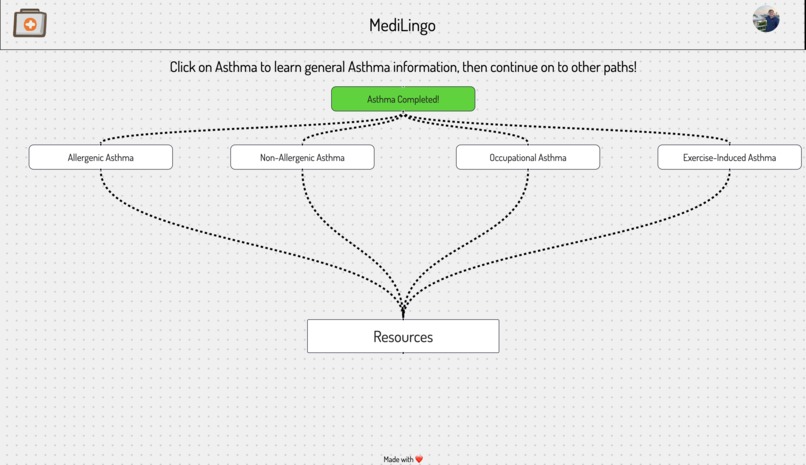 MediLingo
Click on Asthma to learn general Asthma information, then continue on to other paths!
Asthma Completed!
Allergenic Asthma
Non-Allergenic Asthma
Occupational Asthma
Exercise-Induced Asthma
Resources
Made with ❤️